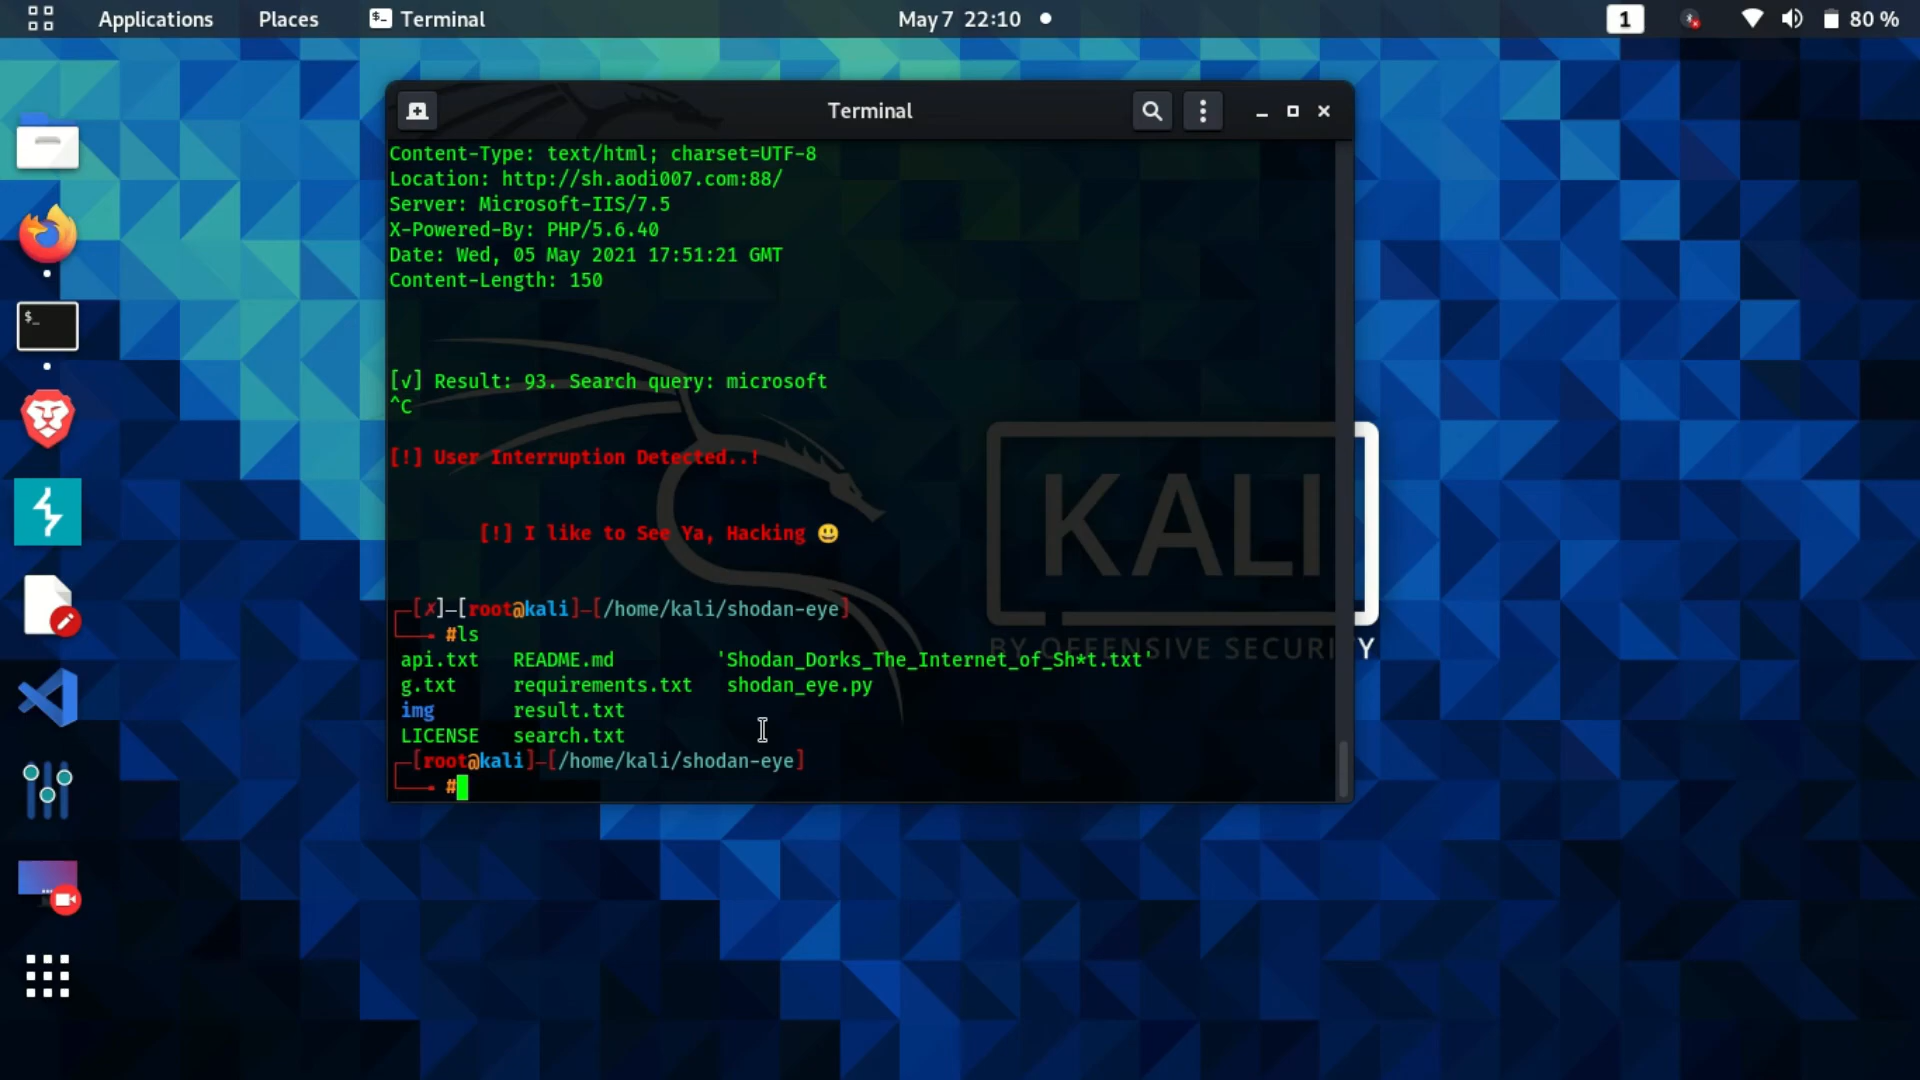 Applications Places Terminal May 7 22:10 1 80 %
Terminal
Content-Type: text/html; charset=UTF-8
Location: http://sh.aodi007.com:88/
Server: Microsoft-IIS/7.5
X-Powered-By: PHP/5.6.40
Date: Wed, 05 May 2021 17:51:21 GMT
Content-Length: 150
[√] Result: 93. Search query: microsoft
^C
[!] User Interruption Detected..!
[!] I like to See Ya, Hacking 😃
KALI
BY OFFENSIVE SECURITY
┌─[✗]─[root@kali]─[/home/kali/shodan-eye]
└──╼ #ls
api.txt README.md 'Shodan_Dorks_The_Internet_of_Sh*t.txt'
g.txt requirements.txt shodan_eye.py
img result.txt
LICENSE search.txt
┌─[root@kali]─[/home/kali/shodan-eye]
└──╼ #
$_